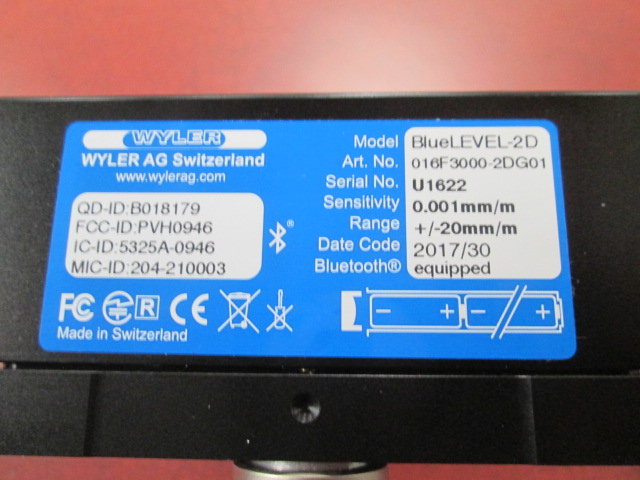 WYLER
WYLER AG Switzerland
www.wylerag.com
QD-ID:B018179
FCC-ID:PVH0946
IC-ID:5325A-0946
MIC-ID:204-210003
®
FC R CE
Made in Switzerland
Model BlueLEVEL-2D
Art. No. 016F3000-2DG01
Serial No. U1622
Sensitivity 0.001mm/m
Range +/-20mm/m
Date Code 2017/30
Bluetooth® equipped
− + − +